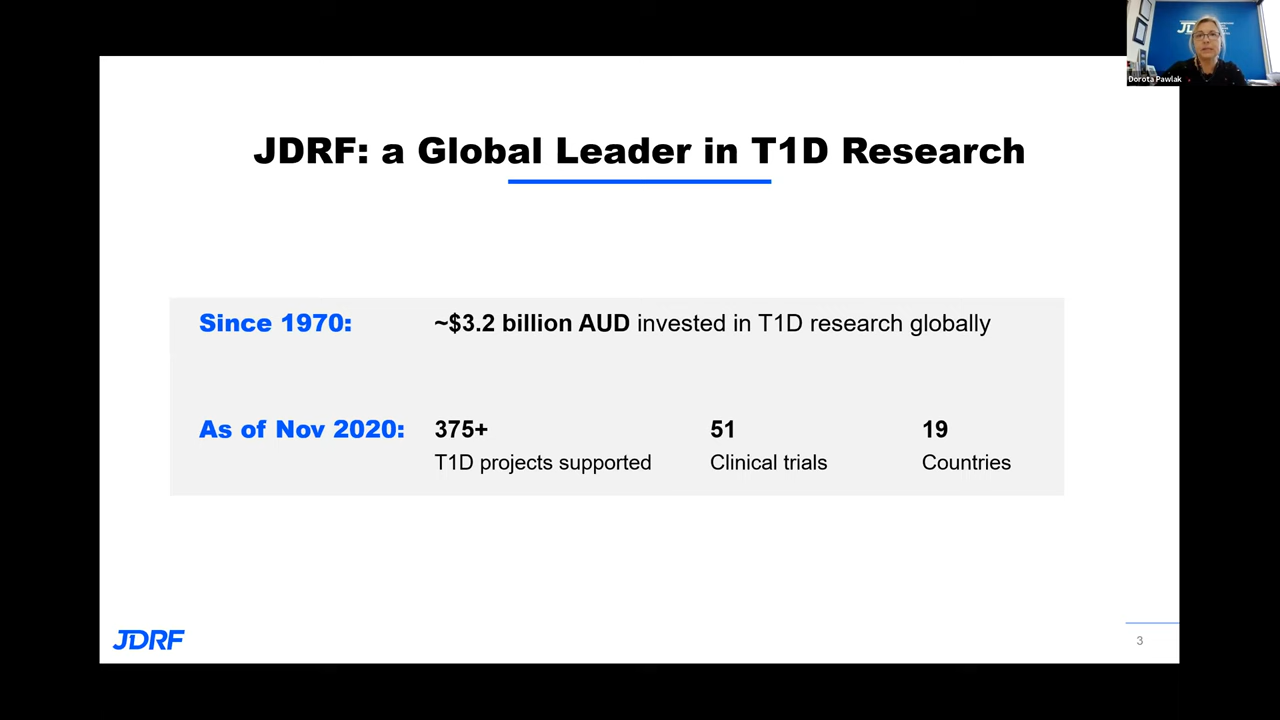 Dorota Pawlak
JDRF: a Global Leader in T1D Research
Since 1970: ~$3.2 billion AUD invested in T1D research globally
As of Nov 2020: 375+ 51 19
T1D projects supported Clinical trials Countries
JDRF
3